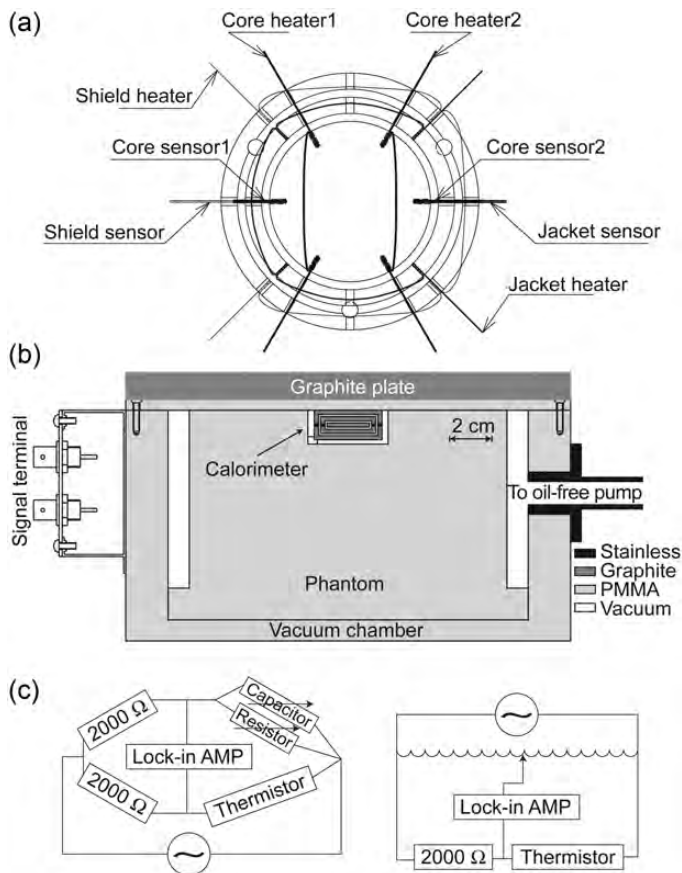 (a)
Core heater1
Core heater2
Shield heater
Core sensor1
Core sensor2
Shield sensor
Jacket sensor
Jacket heater
(b)
Graphite plate
Signal terminal
Calorimeter
2 cm
To oil-free pump
Stainless
Graphite
PMMA
Vacuum
Phantom
Vacuum chamber
(c)
2000 Ω
Capacitor
Resistor
Lock-in AMP
2000 Ω
Thermistor
Lock-in AMP
2000 Ω
Thermistor